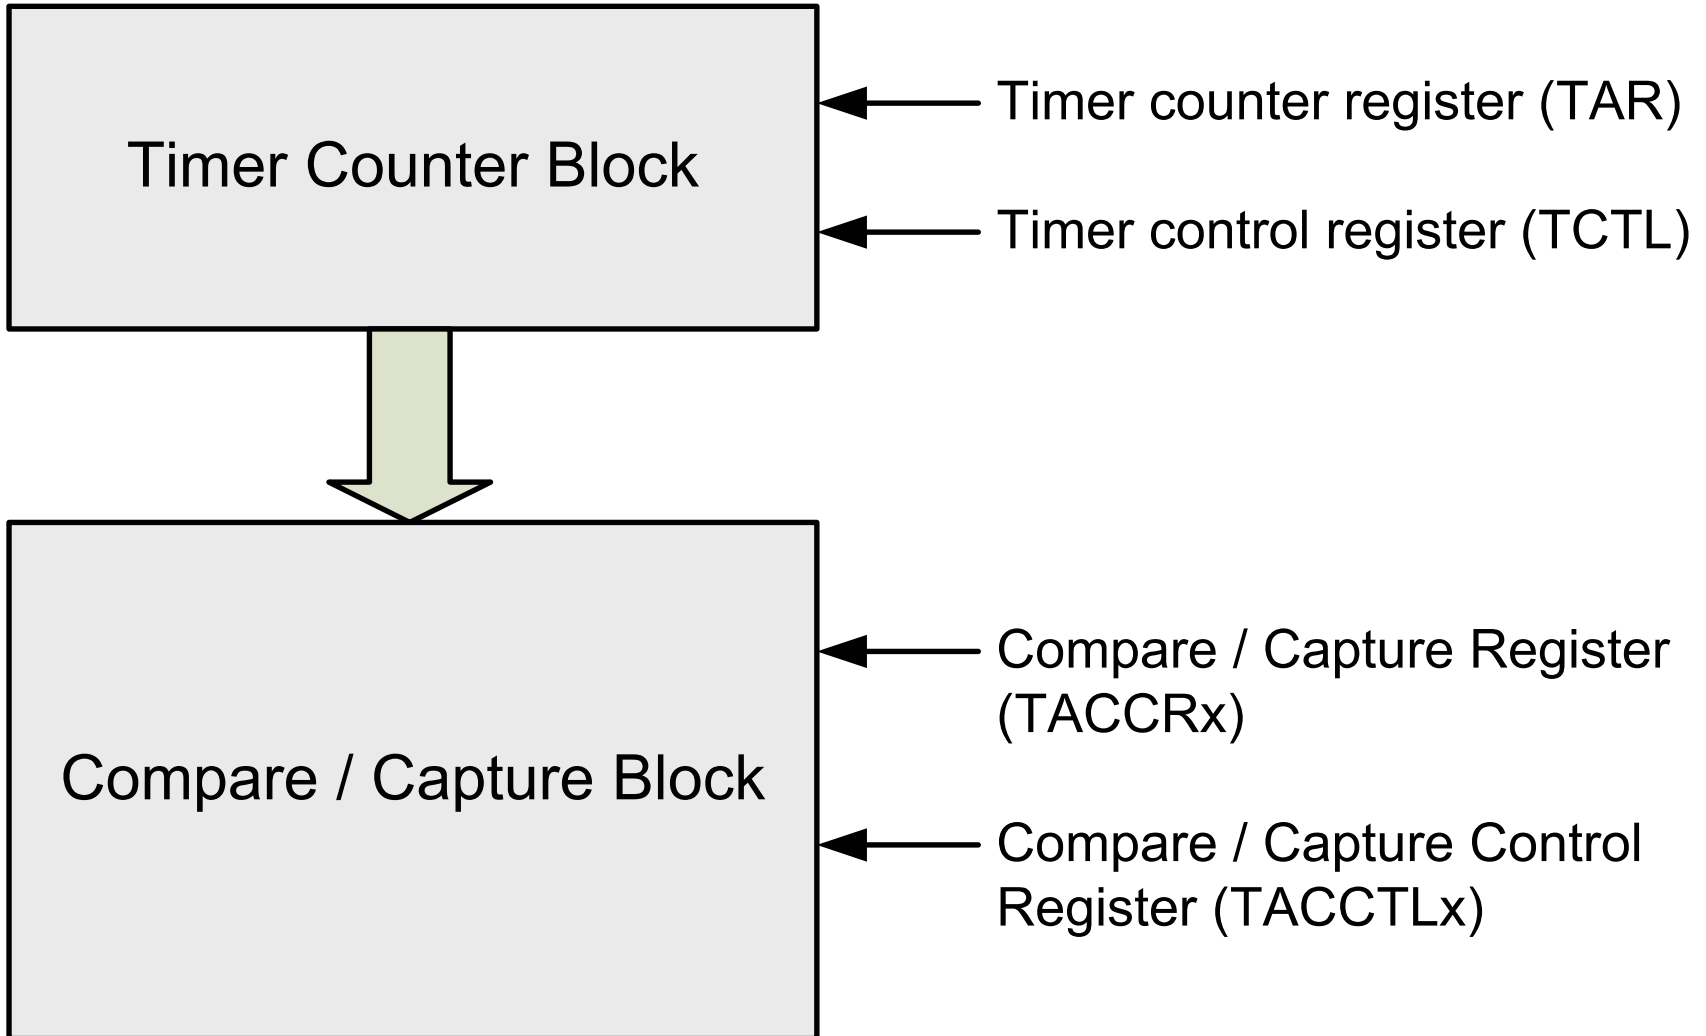 Timer Counter Block
Timer counter register (TAR)
Timer control register (TCTL)
Compare / Capture Block
Compare / Capture Register
(TACCRx)
Compare / Capture Control
Register (TACCTLx)